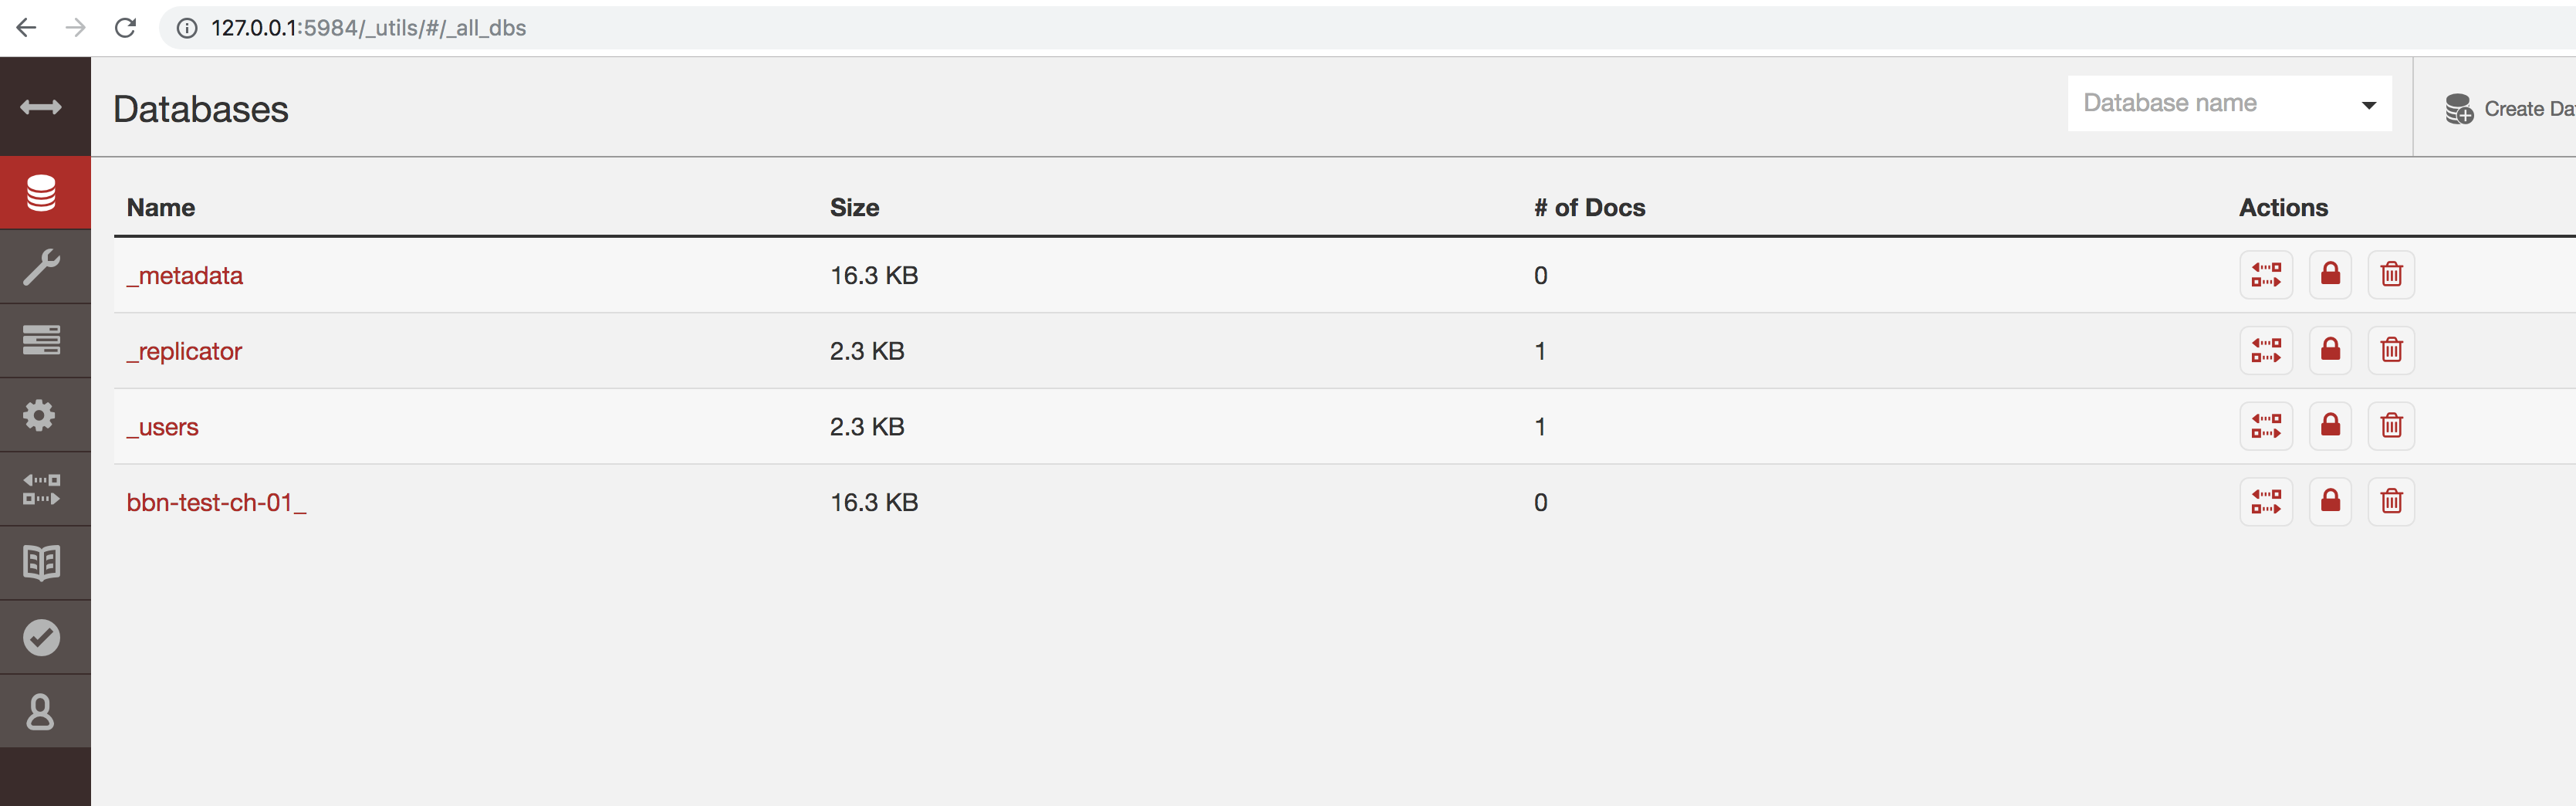 127.0.0.1:5984/_utils/#/_all_dbs
Databases
Database name
Create Da
Name Size # of Docs Actions
_metadata 16.3 KB 0
_replicator 2.3 KB 1
_users 2.3 KB 1
bbn-test-ch-01_ 16.3 KB 0